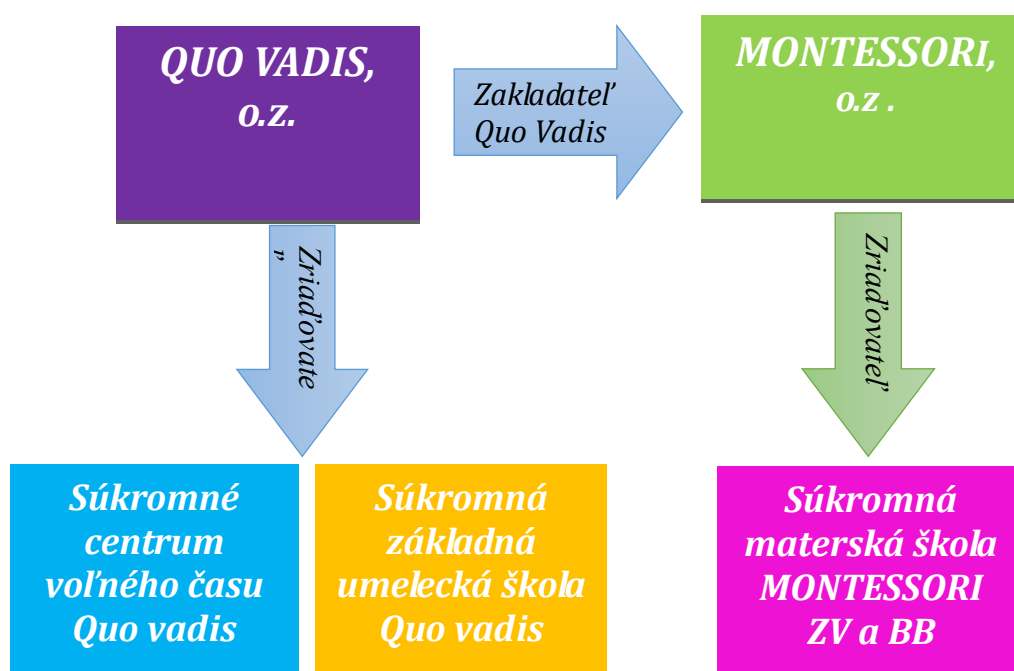 QUO VADIS,
o.z.
Zakladateľ
Quo Vadis
MONTESSORI,
o.z .
Zriaďovate
ľ
Zriaďovateľ
Súkromné
centrum
voľného času
Quo vadis
Súkromná
základná
umelecká škola
Quo vadis
Súkromná
materská škola
MONTESSORI
ZV a BB